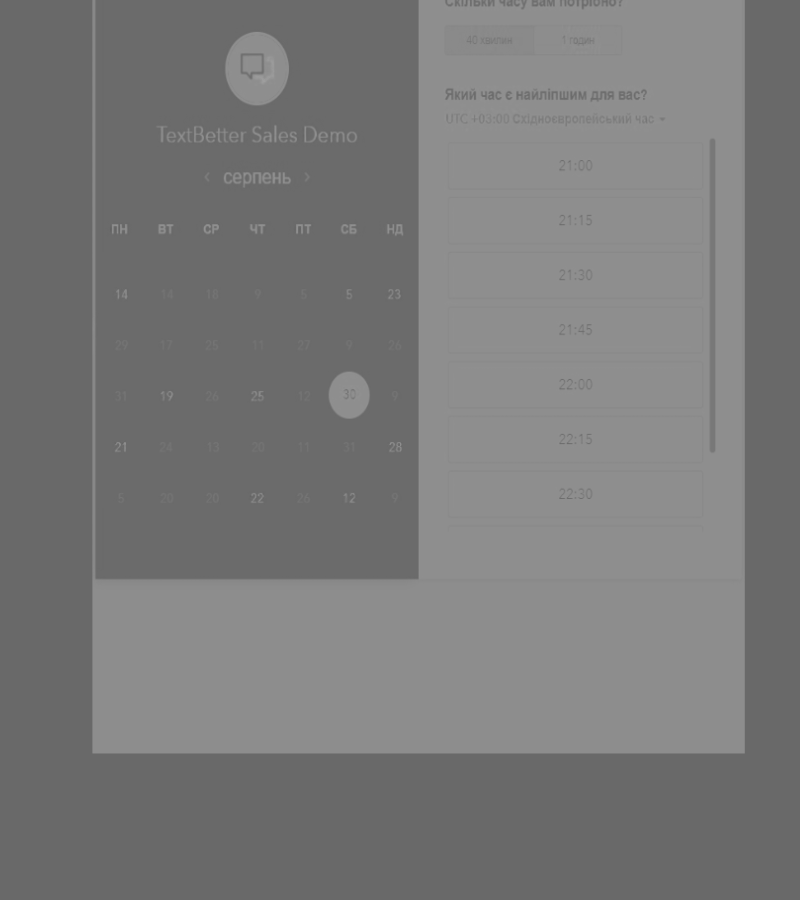 TextBetter Sales Demo
‹ серпень ›
ПН ВТ СР ЧТ ПТ СБ НД
14 14 18 9 5 5 23
29 17 25 11 27 9 26
31 19 26 25 12 30 9
21 24 13 20 11 31 28
5 30 20 22 26 12 9
Скільки часу вам потрібно?
40 хвилин 1 годин
Який час є найліпшим для вас?
UTC +03:00 Східноєвропейський час
21:00
21:15
21:30
21:45
22:00
22:15
22:30